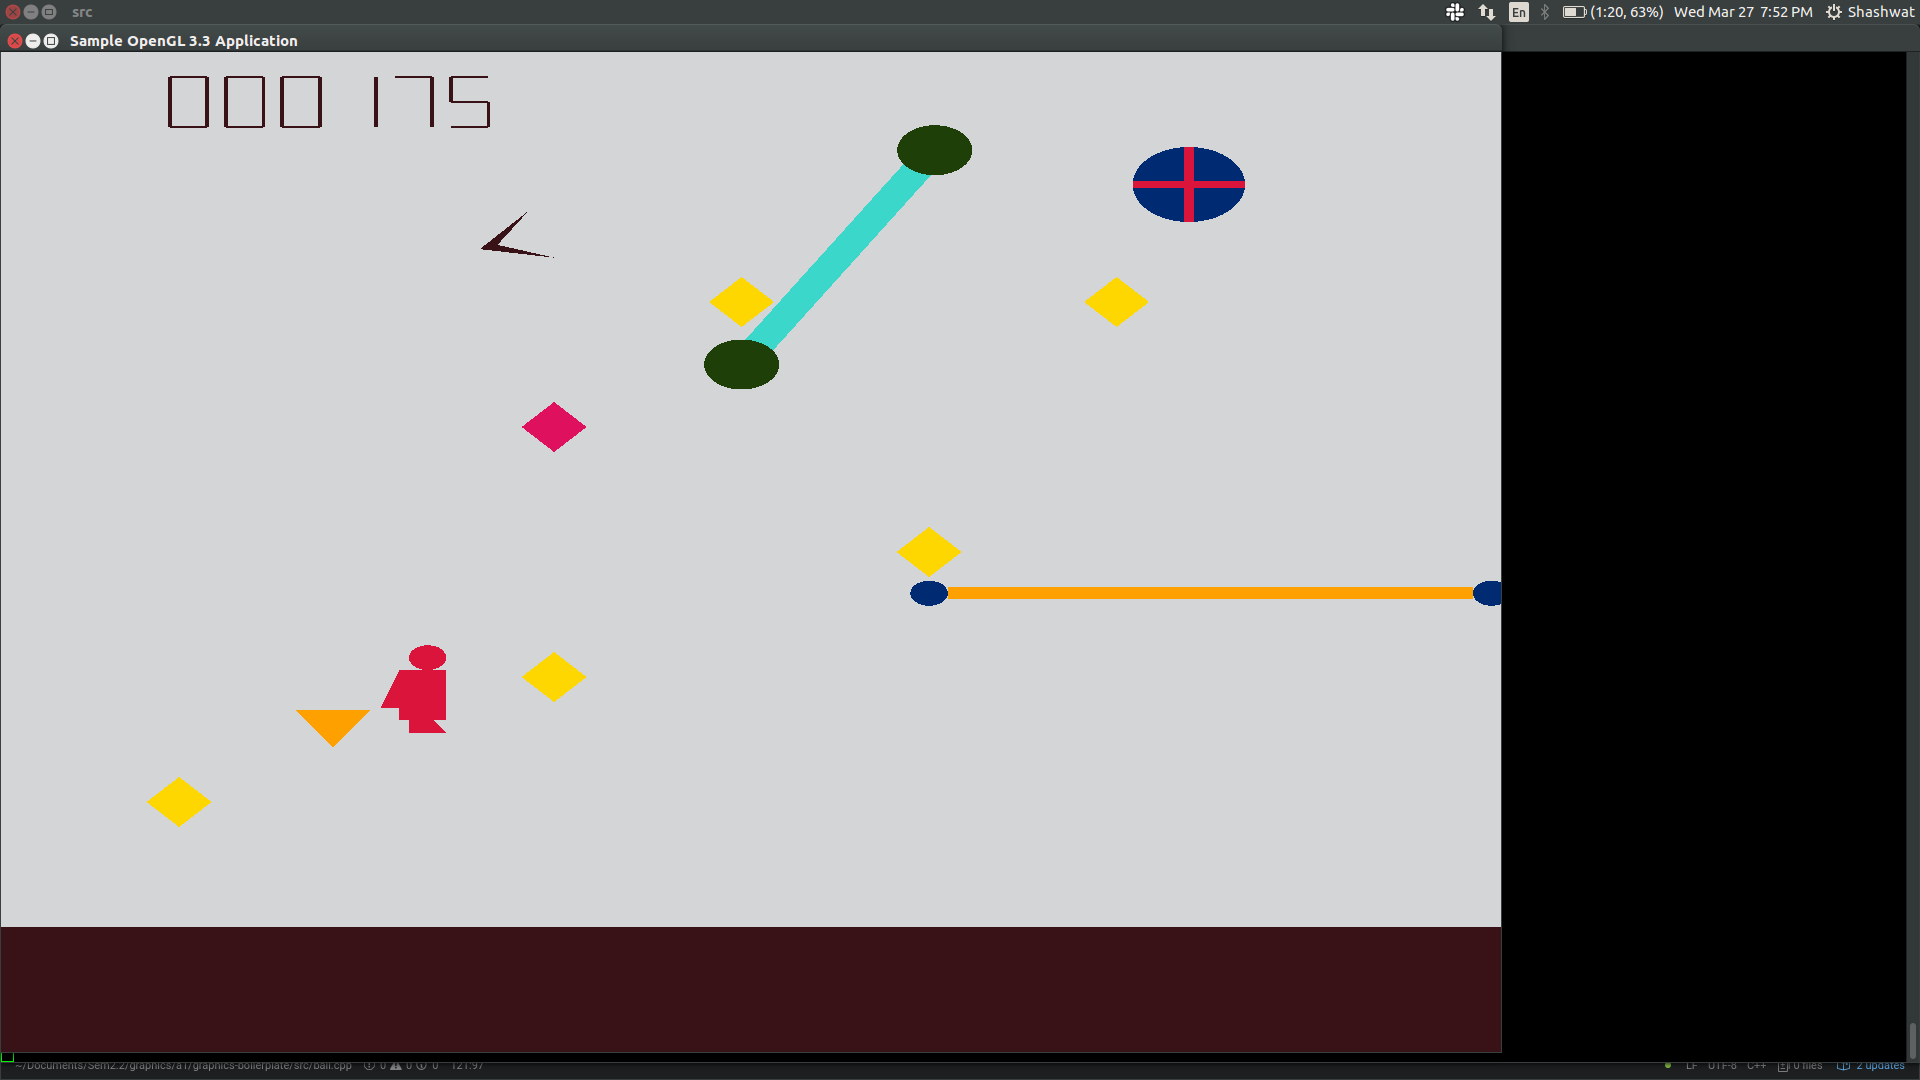 src
En
(1:20, 63%) Wed Mar 27 7:52 PM Shashwat
Sample OpenGL 3.3 Application
000175
~/Documents/Sem2.2/graphics/a1/graphics-boilerplate/src/ball.cpp 0 0 0 121:97
LF UTF-8 C++ 0 files 2 updates